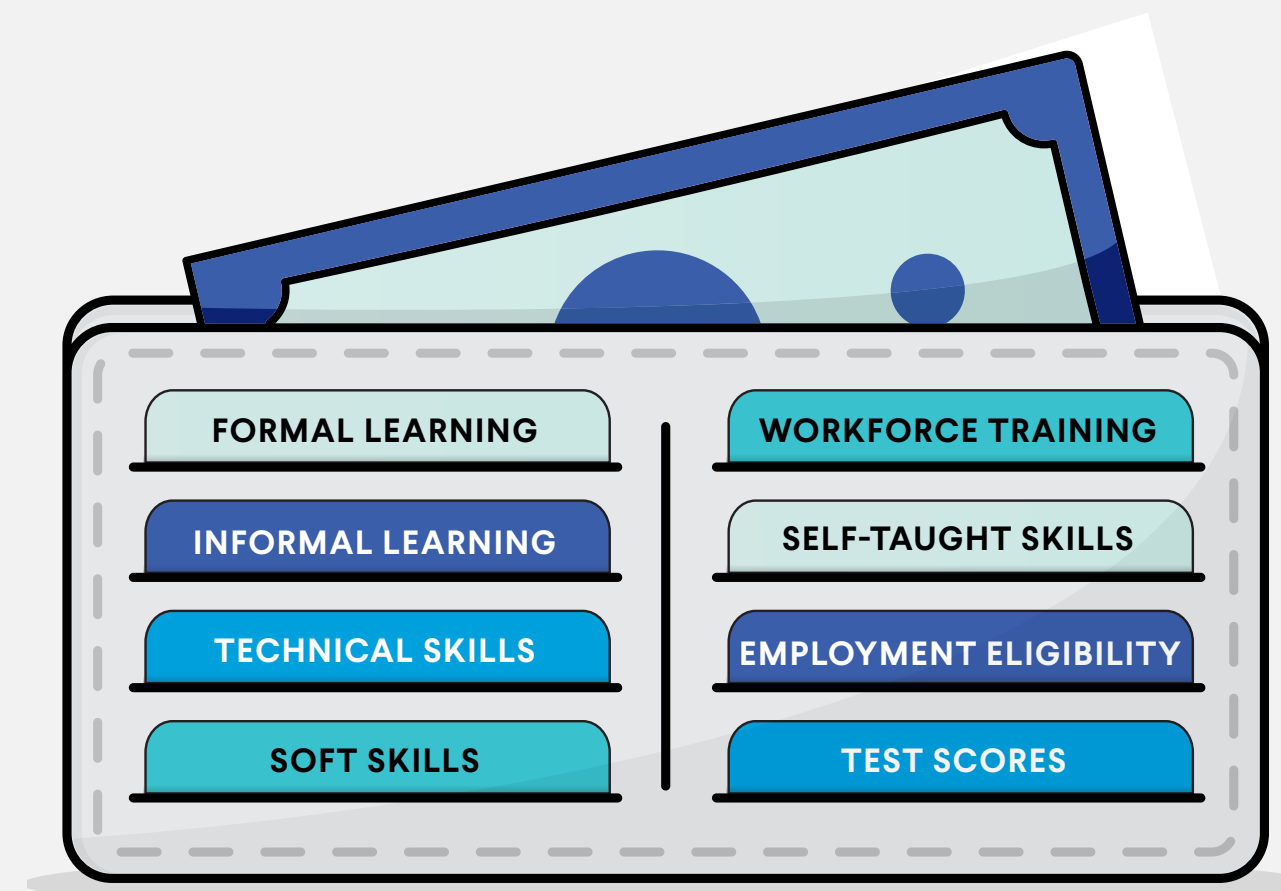 FORMAL LEARNING
INFORMAL LEARNING
TECHNICAL SKILLS
SOFT SKILLS
WORKFORCE TRAINING
SELF-TAUGHT SKILLS
EMPLOYMENT ELIGIBILITY
TEST SCORES